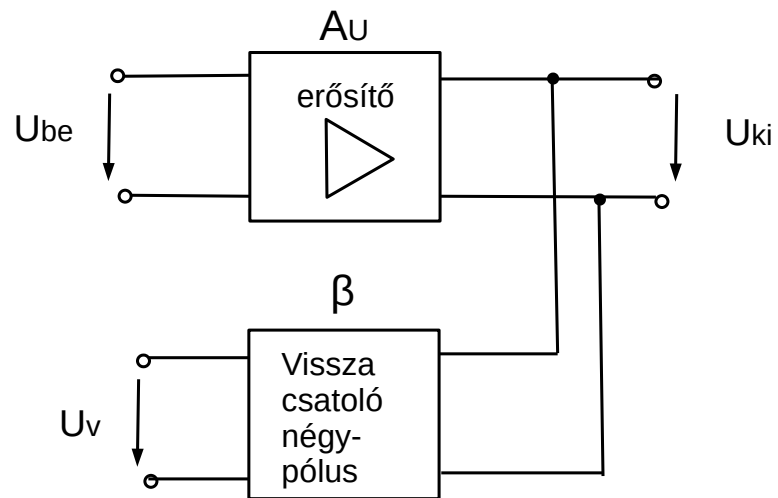 AU
erősítő
Ube
Uki
β
Vissza
csatoló
négy-
pólus
Uv